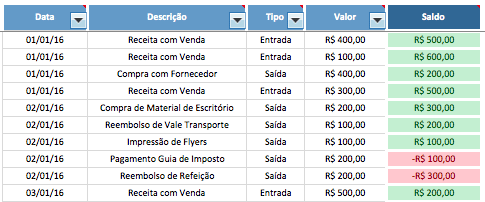 Data Descrição Tipo Valor Saldo
01/01/16 Receita com Venda Entrada R$ 400,00 R$ 500,00
01/01/16 Receita com Venda Entrada R$ 100,00 R$ 600,00
01/01/16 Compra com Fornecedor Saída R$ 400,00 R$ 200,00
01/01/16 Receita com Venda Entrada R$ 300,00 R$ 500,00
02/01/16 Compra de Material de Escritório Saída R$ 200,00 R$ 300,00
02/01/16 Reembolso de Vale Transporte Saída R$ 100,00 R$ 200,00
02/01/16 Impressão de Flyers Saída R$ 100,00 R$ 100,00
02/01/16 Pagamento Guia de Imposto Saída R$ 200,00 -R$ 100,00
02/01/16 Reembolso de Refeição Saída R$ 200,00 -R$ 300,00
03/01/16 Receita com Venda Entrada R$ 500,00 R$ 200,00